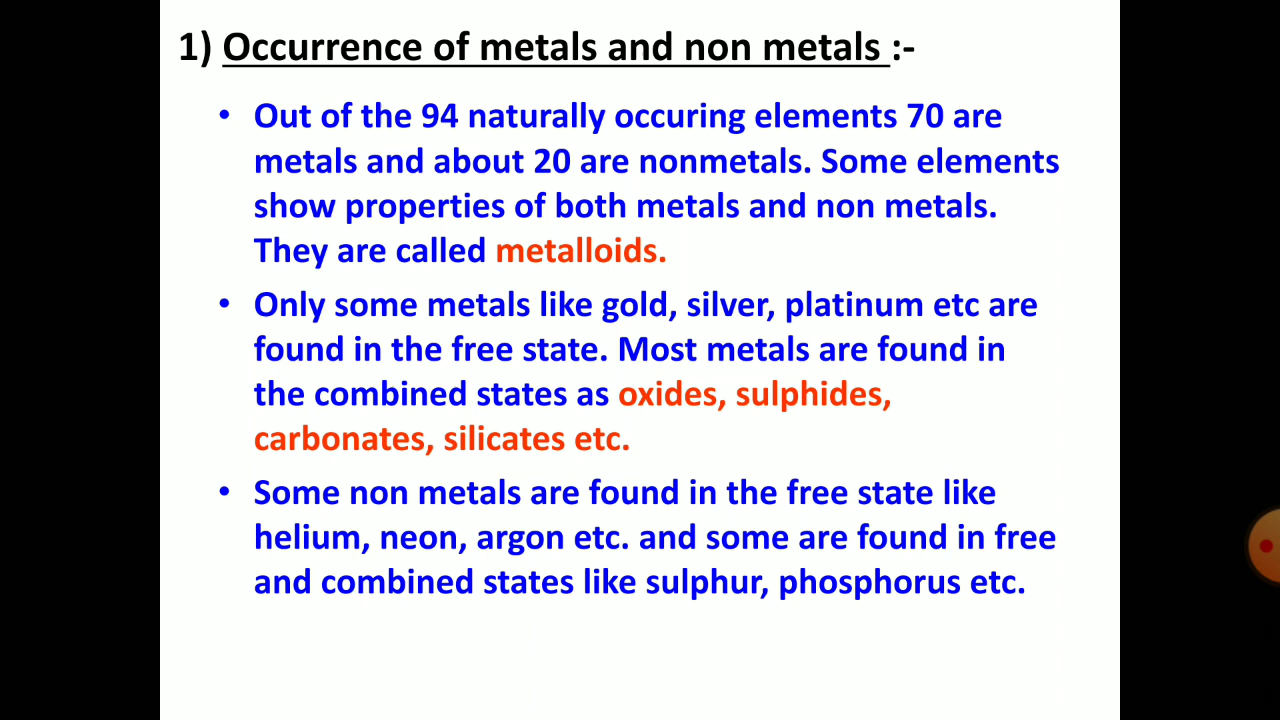 1) Occurrence of metals and non metals :-
• Out of the 94 naturally occuring elements 70 are
metals and about 20 are nonmetals. Some elements
show properties of both metals and non metals.
They are called metalloids.
• Only some metals like gold, silver, platinum etc are
found in the free state. Most metals are found in
the combined states as oxides, sulphides,
carbonates, silicates etc.
• Some non metals are found in the free state like
helium, neon, argon etc. and some are found in free
and combined states like sulphur, phosphorus etc.